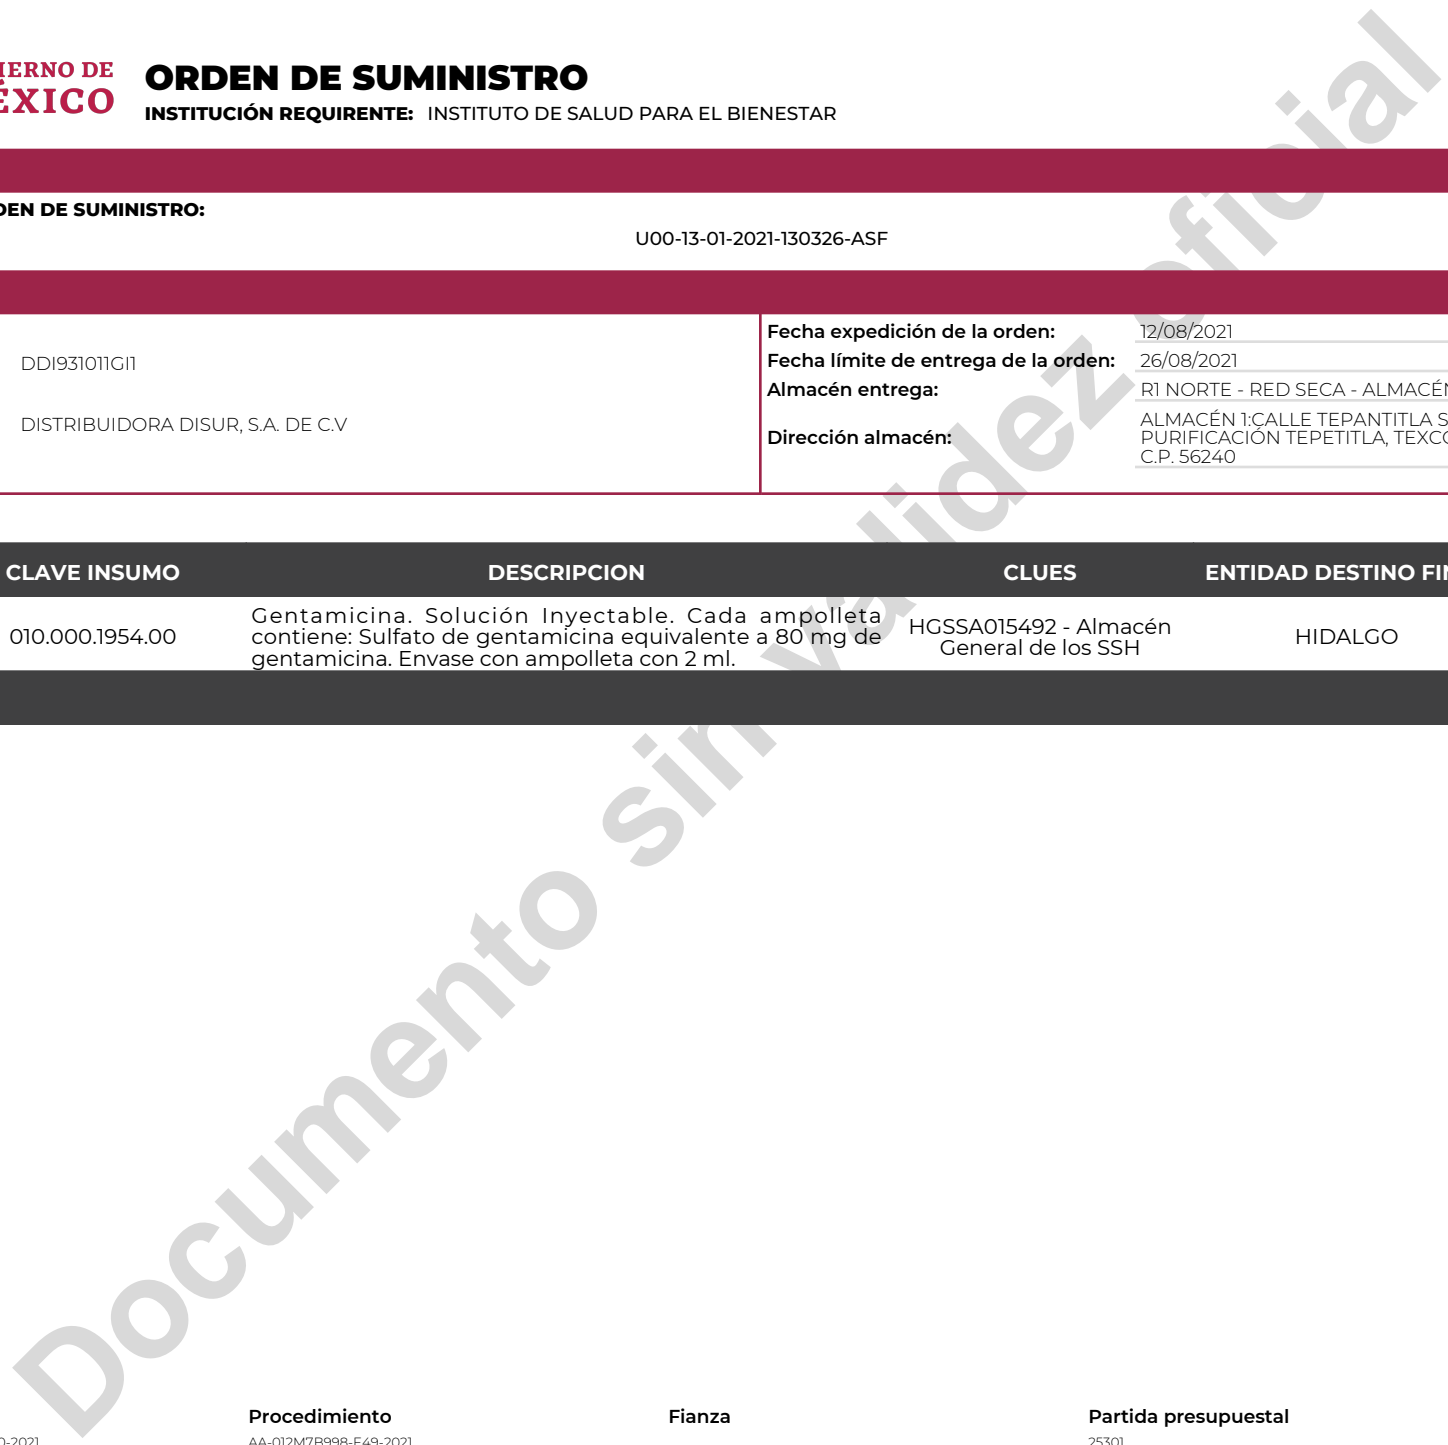 IERNO DE
ÉXICO
ORDEN DE SUMINISTRO
INSTITUCIÓN REQUIRENTE: INSTITUTO DE SALUD PARA EL BIENESTAR
DEN DE SUMINISTRO:
U00-13-01-2021-130326-ASF
DDI931011GI1
DISTRIBUIDORA DISUR, S.A. DE C.V
Fecha expedición de la orden: 12/08/2021
Fecha límite de entrega de la orden: 26/08/2021
Almacén entrega: R1 NORTE - RED SECA - ALMACÉN
Dirección almacén: ALMACÉN 1:CALLE TEPANTITLA S
PURIFICACIÓN TEPETITLA, TEXCO
C.P. 56240
CLAVE INSUMO DESCRIPCION CLUES ENTIDAD DESTINO FIN
010.000.1954.00
Gentamicina. Solución Inyectable. Cada ampolleta
contiene: Sulfato de gentamicina equivalente a 80 mg de
gentamicina. Envase con ampolleta con 2 ml.
HGSSA015492 - Almacén
General de los SSH
HIDALGO
Documento sin validez oficial
Procedimiento Fianza Partida presupuestal
0-2021 AA-012M7B998-E49-2021 25301